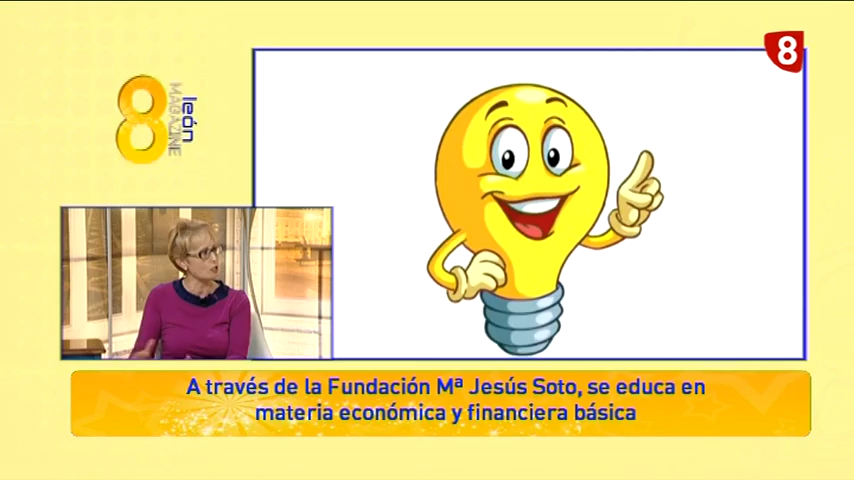 8
león
MAGAZINE
8
A través de la Fundación Mª Jesús Soto, se educa en
materia económica y financiera básica